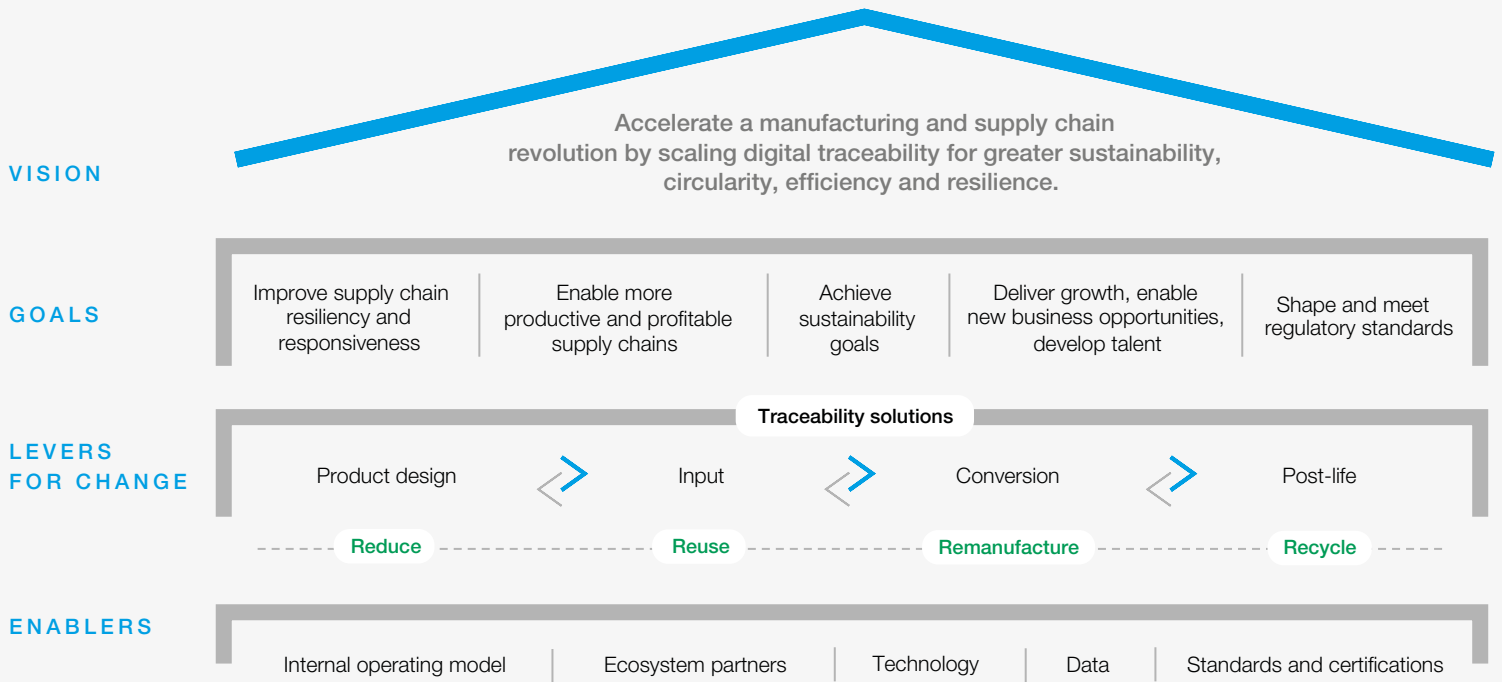 VISION
Accelerate a manufacturing and supply chain
revolution by scaling digital traceability for greater sustainability,
circularity, efficiency and resilience.
GOALS
Improve supply chain
resiliency and
responsiveness
Enable more
productive and profitable
supply chains
Achieve
sustainability
goals
Deliver growth, enable
new business opportunities,
develop talent
Shape and meet
regulatory standards
LEVERS
FOR CHANGE
Traceability solutions
Product design
Input
Conversion
Post-life
Reduce
Reuse
Remanufacture
Recycle
ENABLERS
Internal operating model
Ecosystem partners
Technology
Data
Standards and certifications